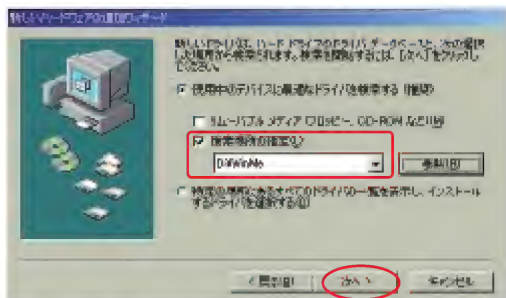 新しいハードウェアの追加ウィザード
新しいドライバは、ハード ドライブのドライバ データベースと、次の選択
した場所から検索されます。検索を開始するには、[次へ] をクリックし
てください。
使用中のデバイスに最適なドライバを検索する (推奨)
リムーバブル メディア (フロッピー、CD-ROM など)(M)
検索場所の指定(L)
D:¥WinMe
参照(R)
特定の場所にあるすべてのドライバの一覧を表示し、インストール
するドライバを選択する(D)
< 戻る(B)
次へ >
キャンセル